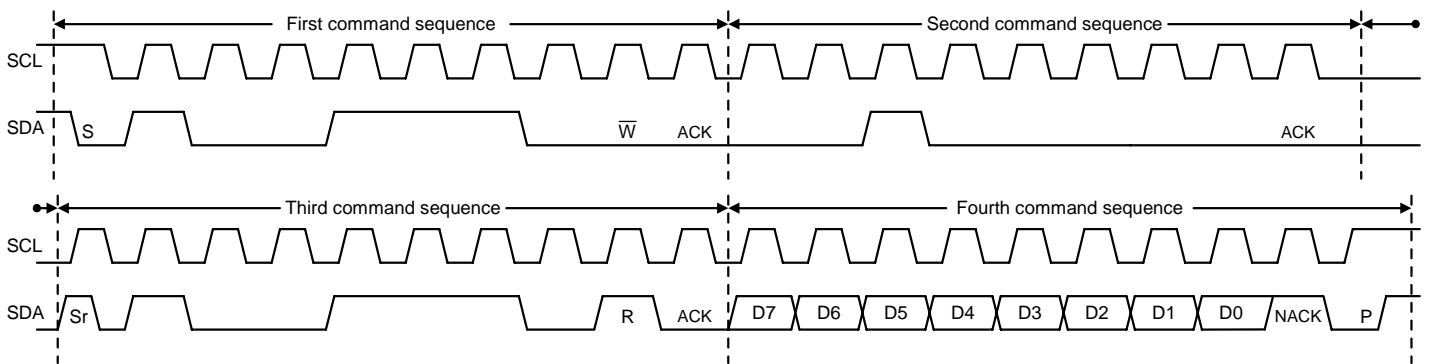 First command sequence Second command sequence
SCL
SDA S W̅ ACK ACK
Third command sequence Fourth command sequence
SCL
SDA Sr R ACK D7 D6 D5 D4 D3 D2 D1 D0 NACK P